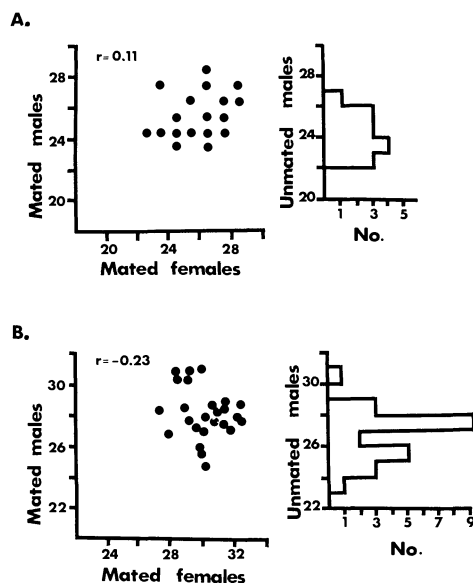 A.
r= 0.11
28
24
20
Mated males
20 24 28
Mated females
28
24
20
Unmated males
1 3 5
No.
B.
r=-0.23
30
26
22
Mated males
24 28 32
Mated females
30
26
22
Unmated males
1 3 5 7 9
No.